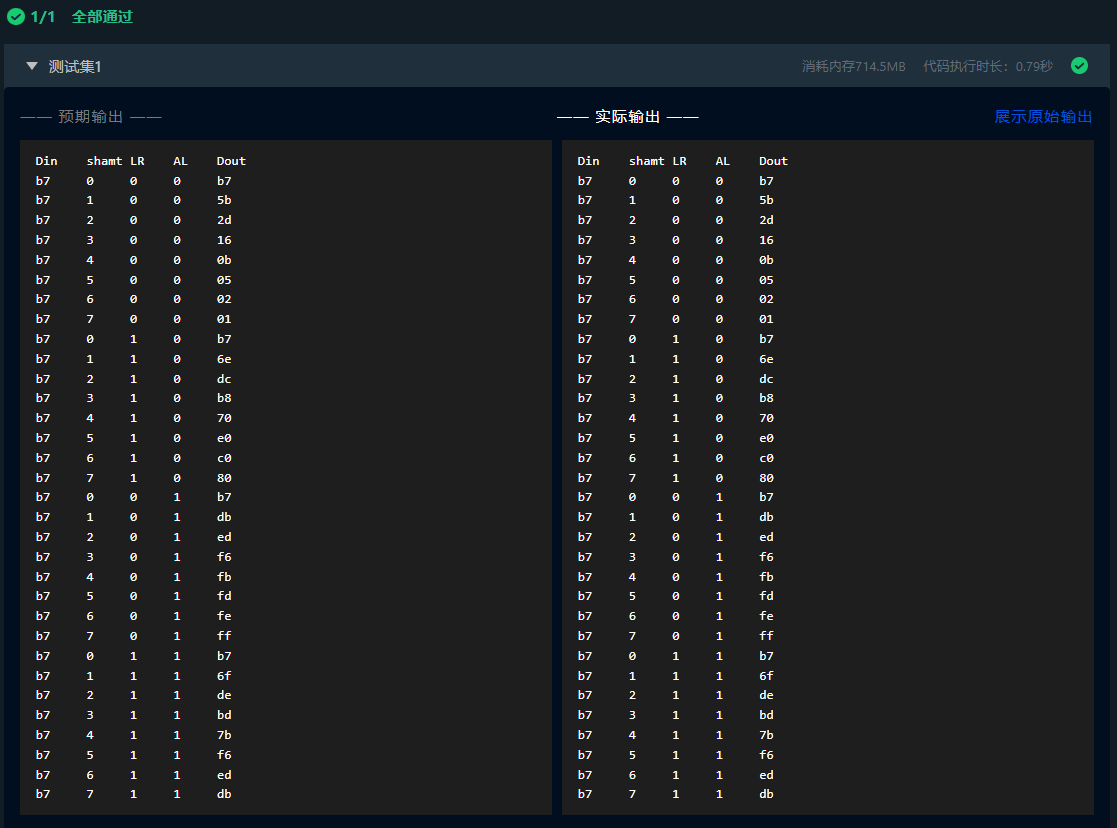 1/1 全部通过
测试集1 消耗内存714.5MB 代码执行时长：0.79秒
—— 预期输出 —— —— 实际输出 —— 展示原始输出
Din shamt LR AL Dout Din shamt LR AL Dout
b7 0 0 0 b7 b7 0 0 0 b7
b7 1 0 0 5b b7 1 0 0 5b
b7 2 0 0 2d b7 2 0 0 2d
b7 3 0 0 16 b7 3 0 0 16
b7 4 0 0 0b b7 4 0 0 0b
b7 5 0 0 05 b7 5 0 0 05
b7 6 0 0 02 b7 6 0 0 02
b7 7 0 0 01 b7 7 0 0 01
b7 0 1 0 b7 b7 0 1 0 b7
b7 1 1 0 6e b7 1 1 0 6e
b7 2 1 0 dc b7 2 1 0 dc
b7 3 1 0 b8 b7 3 1 0 b8
b7 4 1 0 70 b7 4 1 0 70
b7 5 1 0 e0 b7 5 1 0 e0
b7 6 1 0 c0 b7 6 1 0 c0
b7 7 1 0 80 b7 7 1 0 80
b7 0 0 1 b7 b7 0 0 1 b7
b7 1 0 1 db b7 1 0 1 db
b7 2 0 1 ed b7 2 0 1 ed
b7 3 0 1 f6 b7 3 0 1 f6
b7 4 0 1 fb b7 4 0 1 fb
b7 5 0 1 fd b7 5 0 1 fd
b7 6 0 1 fe b7 6 0 1 fe
b7 7 0 1 ff b7 7 0 1 ff
b7 0 1 1 b7 b7 0 1 1 b7
b7 1 1 1 6f b7 1 1 1 6f
b7 2 1 1 de b7 2 1 1 de
b7 3 1 1 bd b7 3 1 1 bd
b7 4 1 1 7b b7 4 1 1 7b
b7 5 1 1 f6 b7 5 1 1 f6
b7 6 1 1 ed b7 6 1 1 ed
b7 7 1 1 db b7 7 1 1 db